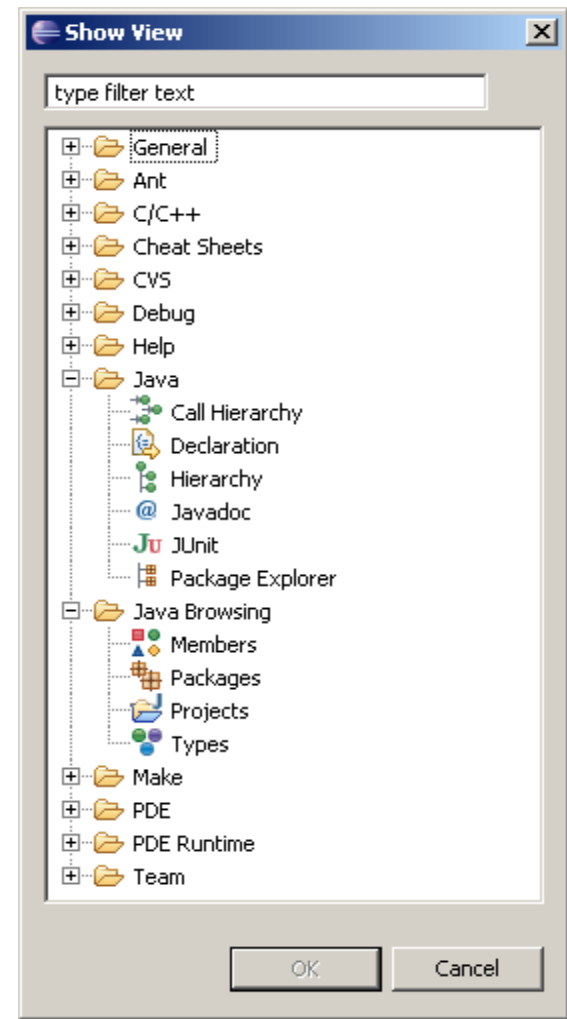 Show View
type filter text
General
Ant
C/C++
Cheat Sheets
CVS
Debug
Help
Java
Call Hierarchy
Declaration
Hierarchy
@ Javadoc
Ju JUnit
Package Explorer
Java Browsing
Members
Packages
Projects
Types
Make
PDE
PDE Runtime
Team
OK Cancel